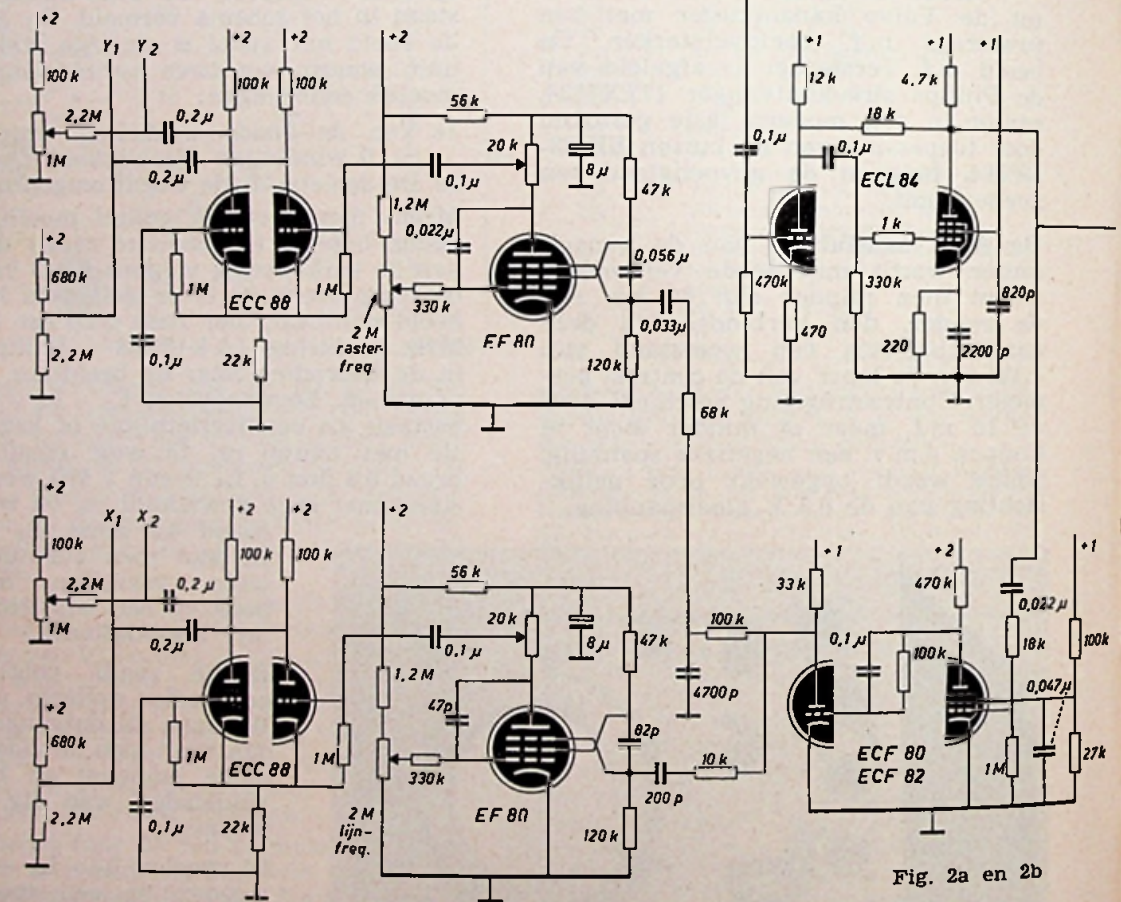 +2
Y1 Y2
+2 +2
+2
100k
100k 100k
2,2M
0,2μ
1M
0,2μ
+2
680k
2,2M
1M
ECC 88
1M
0,1μ
22k
56k
20k
0,1μ
8μ
47k
1,2M
0,022μ
330k
0,056μ
0,033μ
2 M
raster-
freq.
EF 80
120k
68k
+1
+1 +1
12k
4,7k
18k
0,1μ
0,1μ
ECL 84
1k
470k
330k
470
220
2200p
820p
+2
X1 X2
+2 +2
+2
100k
100k 100k
2,2M
0,2μ
1M
0,2μ
+2
680k
2,2M
1M
ECC 88
1M
0,1μ
22k
56k
20k
0,1μ
8μ
47k
1,2M
47p
330k
82p
200p
10k
2 M
lijn-
freq.
EF 80
120k
100k
4700p
+1
+2
+1
33k
470k
0,1μ
100k
0,022μ
18k
100k
0,047μ
ECF 80
ECF 82
1M
27k
Fig. 2a en 2b